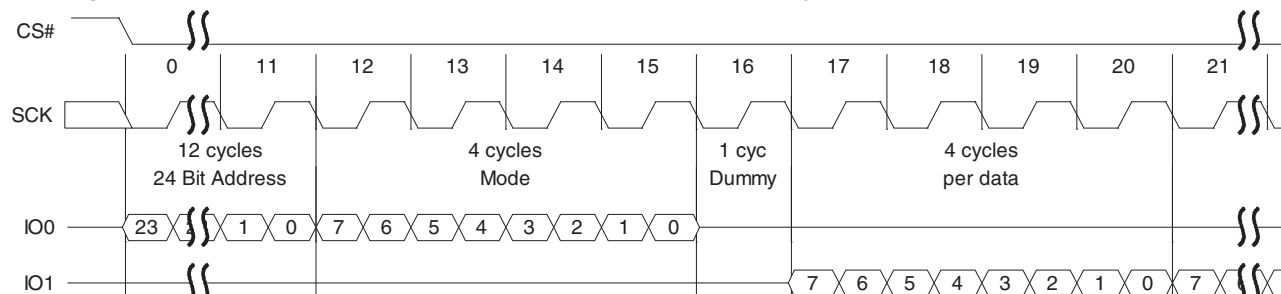 CS#
0 11 12 13 14 15 16 17 18 19 20 21
SCK
12 cycles 4 cycles 1 cyc 4 cycles
24 Bit Address Mode Dummy per data
IO0 23 1 0 7 6 5 4 3 2 1 0
IO1 7 6 5 4 3 2 1 0 7